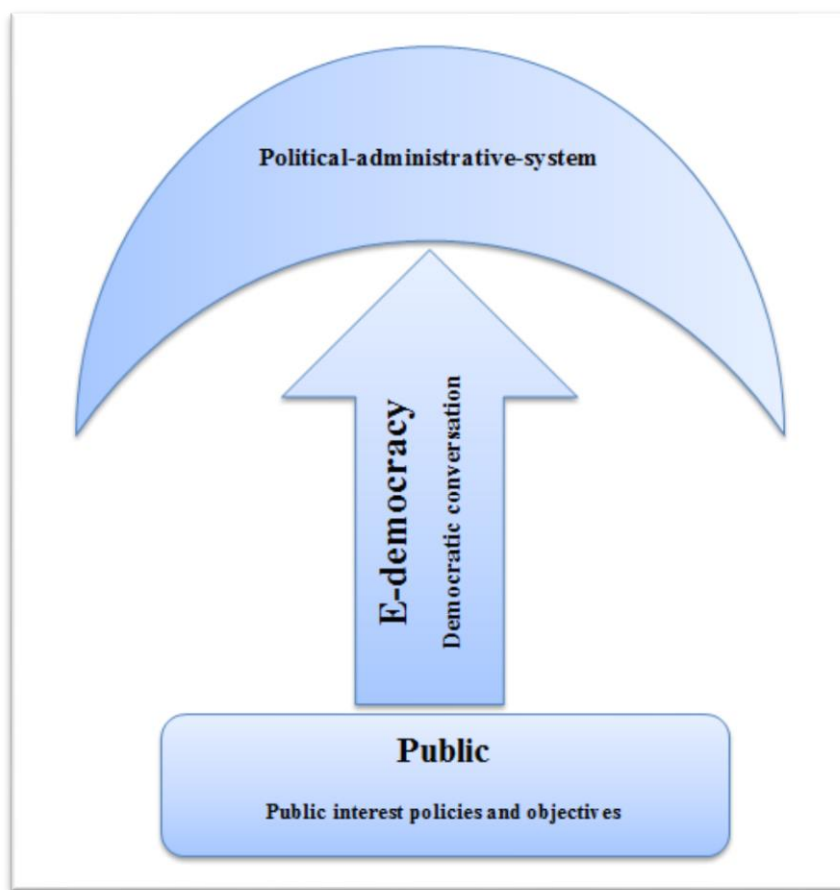 Political-administrative-system
E-democracy
Democratic conversation
Public
Public interest policies and objectives